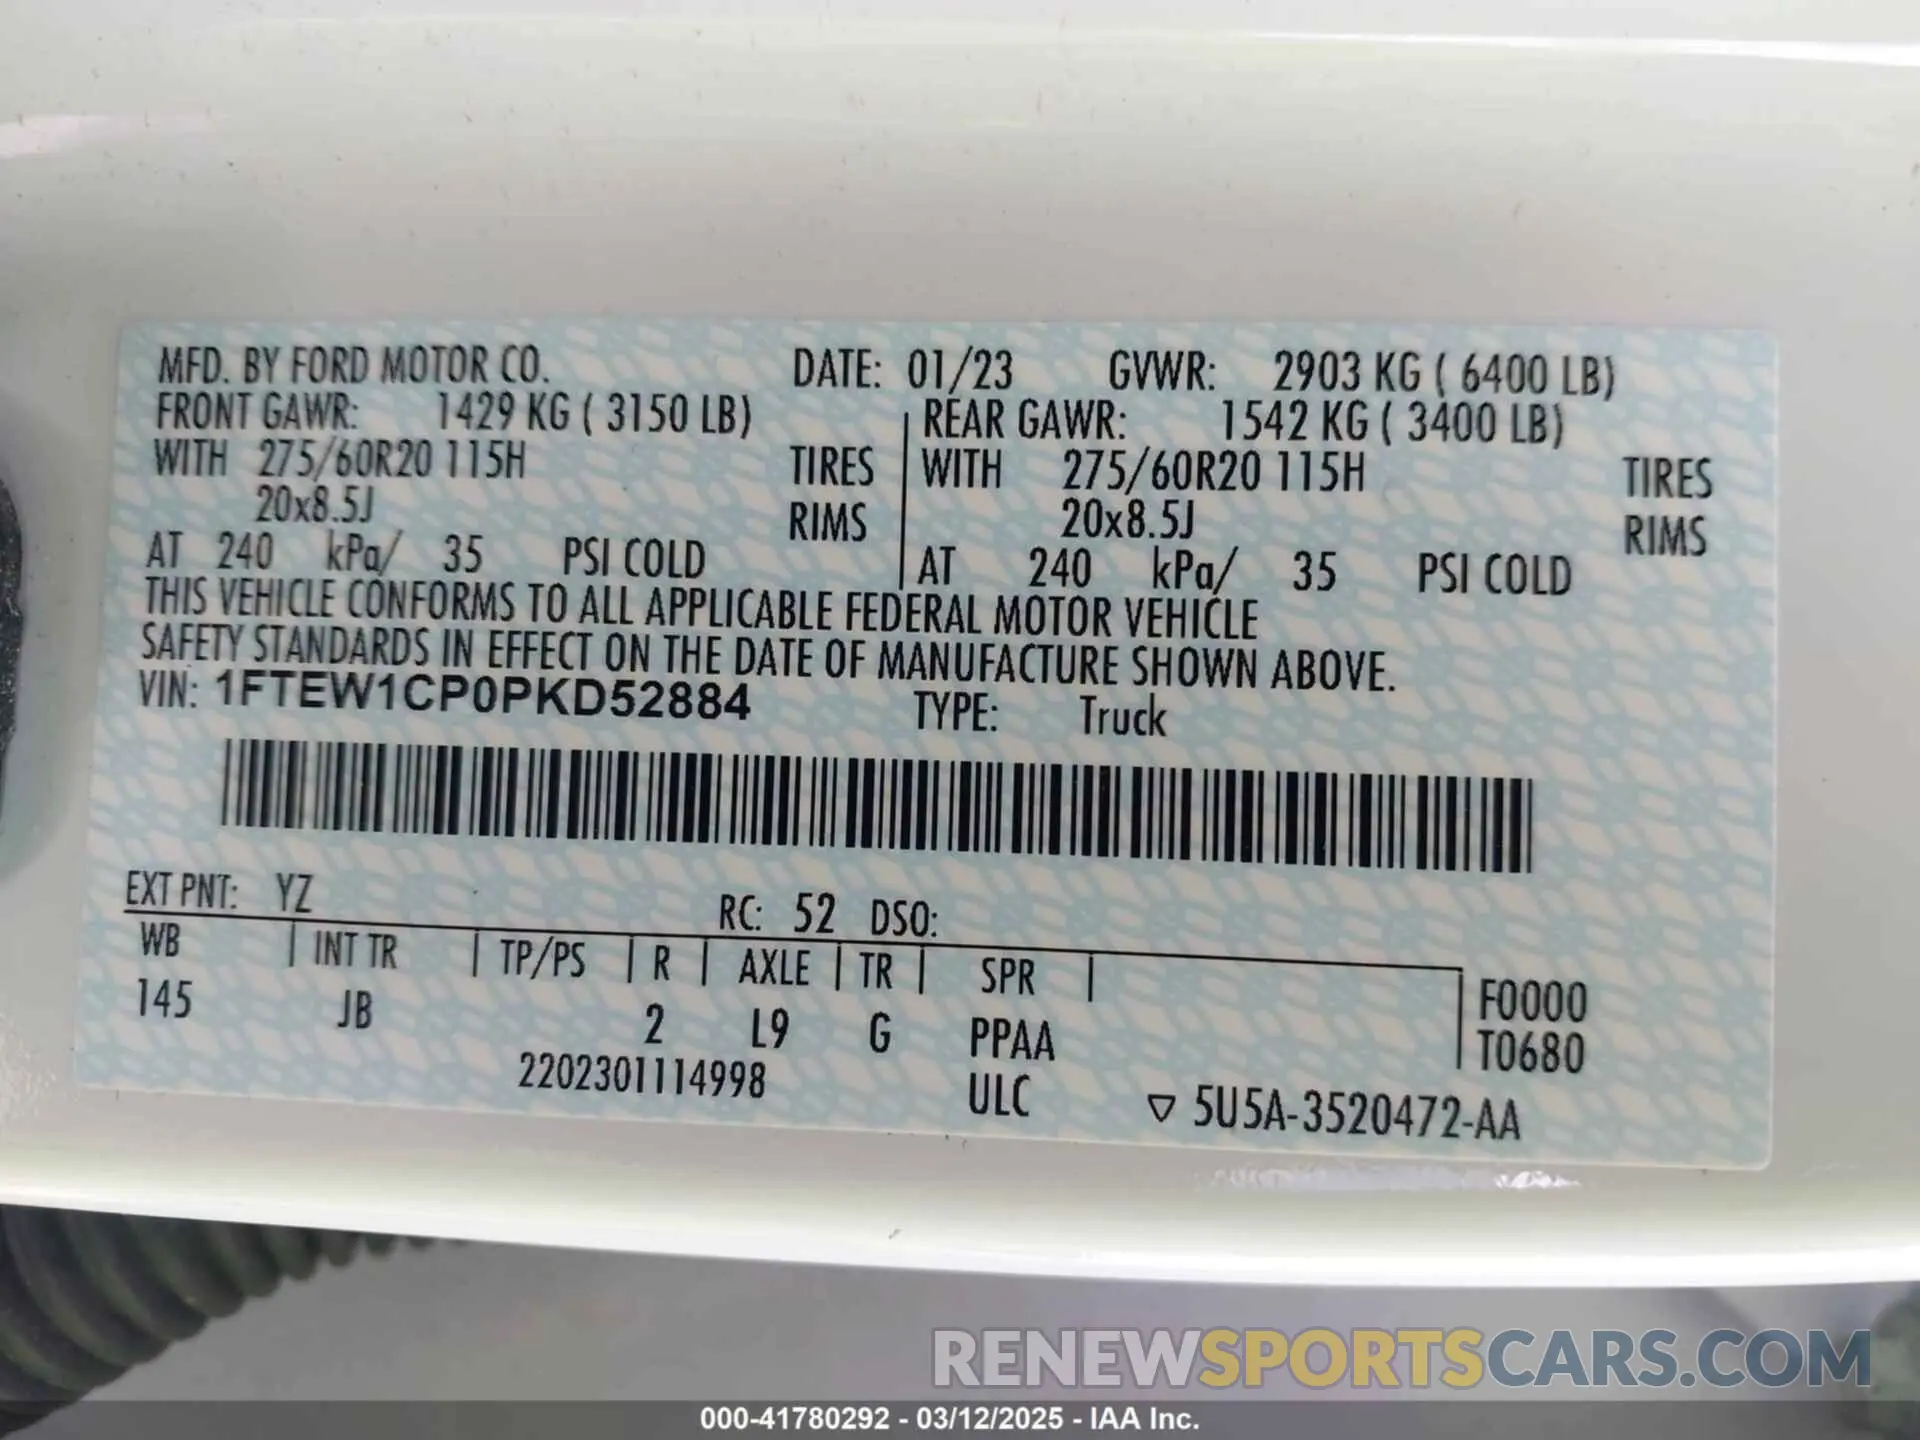 MFD. BY FORD MOTOR CO. DATE: 01/23 GVWR: 2903 KG ( 6400 LB)
FRONT GAWR: 1429 KG ( 3150 LB) REAR GAWR: 1542 KG ( 3400 LB)
WITH 275/60R20 115H TIRES WITH 275/60R20 115H TIRES
20x8.5J RIMS 20x8.5J RIMS
AT 240 kPa/ 35 PSI COLD AT 240 kPa/ 35 PSI COLD
THIS VEHICLE CONFORMS TO ALL APPLICABLE FEDERAL MOTOR VEHICLE
SAFETY STANDARDS IN EFFECT ON THE DATE OF MANUFACTURE SHOWN ABOVE.
VIN: 1FTEW1CP0PKD52884 TYPE: Truck
EXT PNT: YZ RC: 52 DSO:
WB INT TR TP/PS R AXLE TR SPR F0000
145 JB 2 L9 G PPAA T0680
2202301114998 ULC ▽ 5U5A-3520472-AA
RENEWSPORTSCARS.COM
000-41780292 - 03/12/2025 - IAA Inc.